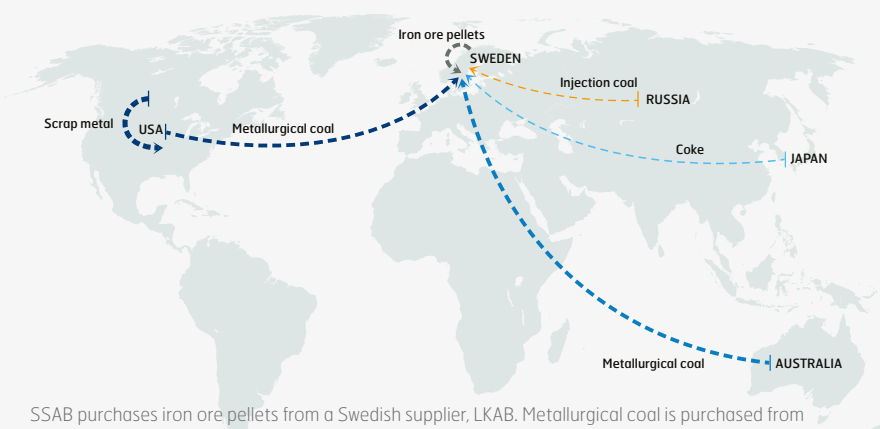 Iron ore pellets
SWEDEN
Injection coal
RUSSIA
Scrap metal
USA
Metallurgical coal
Coke
JAPAN
Metallurgical coal
AUSTRALIA
SSAB purchases iron ore pellets from a Swedish supplier, LKAB. Metallurgical coal is purchased from